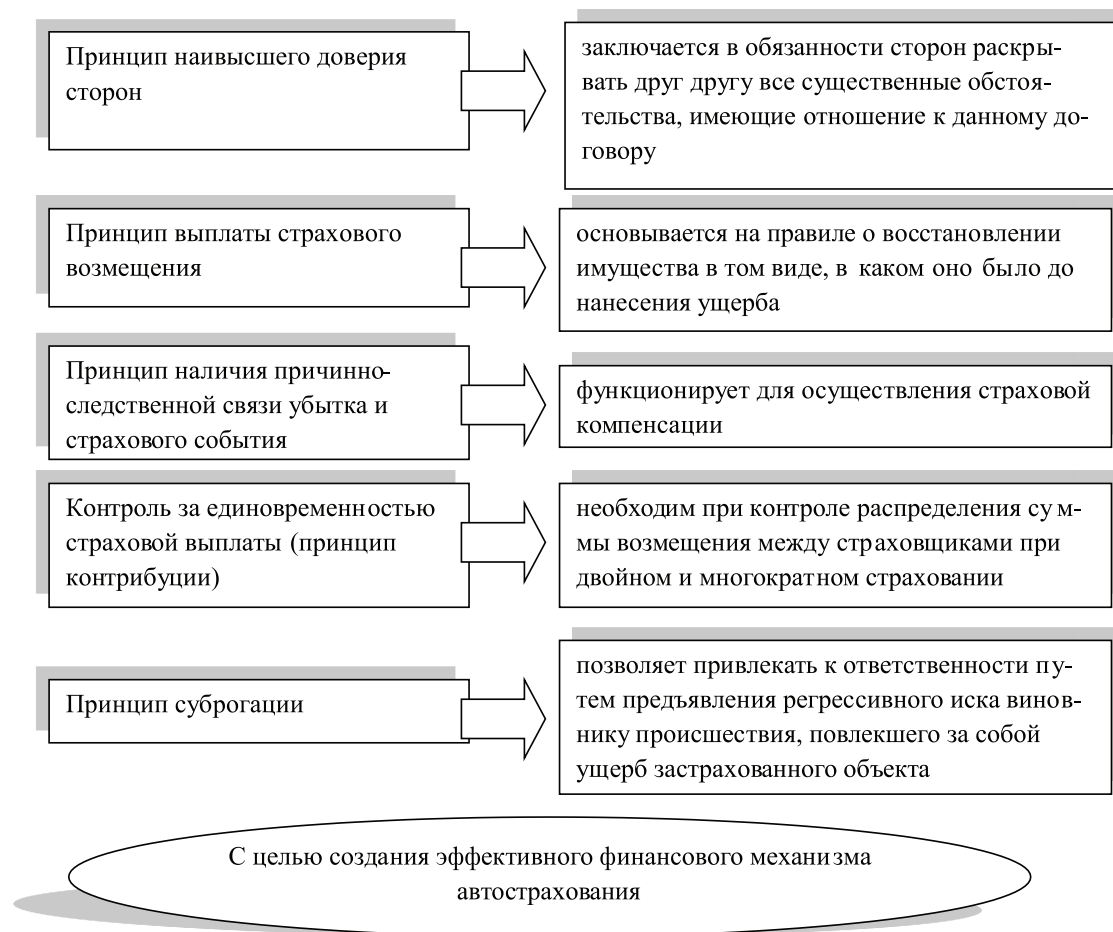 Принцип наивысшего доверия
сторон
заключается в обязанности сторон раскры-
вать друг другу все существенные обстоя-
тельства, имеющие отношение к данному до-
говору
Принцип выплаты страхового
возмещения
основывается на правиле о восстановлении
имущества в том виде, в каком оно было до
нанесения ущерба
Принцип наличия причинно-
следственной связи убытка и
страхового события
функционирует для осуществления страховой
компенсации
Контроль за единовременностью
страховой выплаты (принцип
контрибуции)
необходим при контроле распределения сум-
мы возмещения между страховщиками при
двойном и многократном страховании
Принцип суброгации
позволяет привлекать к ответственности пу-
тем предъявления регрессивного иска винов-
нику происшествия, повлекшего за собой
ущерб застрахованного объекта
С целью создания эффективного финансового механизма
автострахования